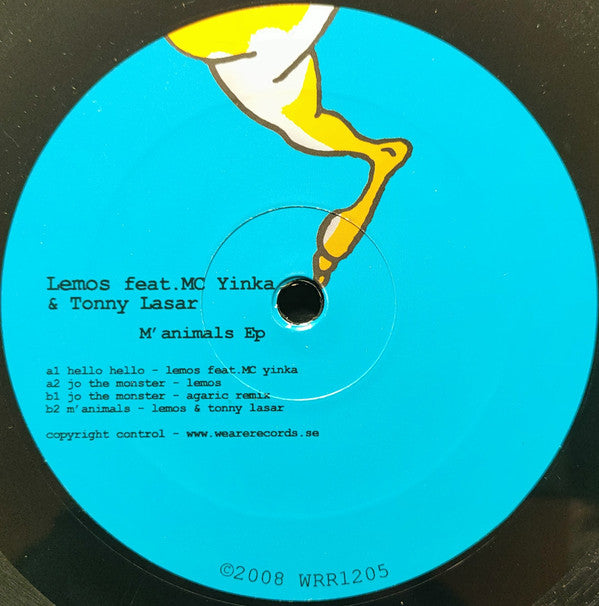 Lemos feat.MC Yinka
& Tonny Lasar
M'animals Ep
a1 hello hello - lemos feat.MC yinka
a2 jo the monster - lemos
b1 jo the monster - agaric remix
b2 m'animals - lemos & tonny lasar
copyright control - www.wearerecords.se
©2008 WRR1205